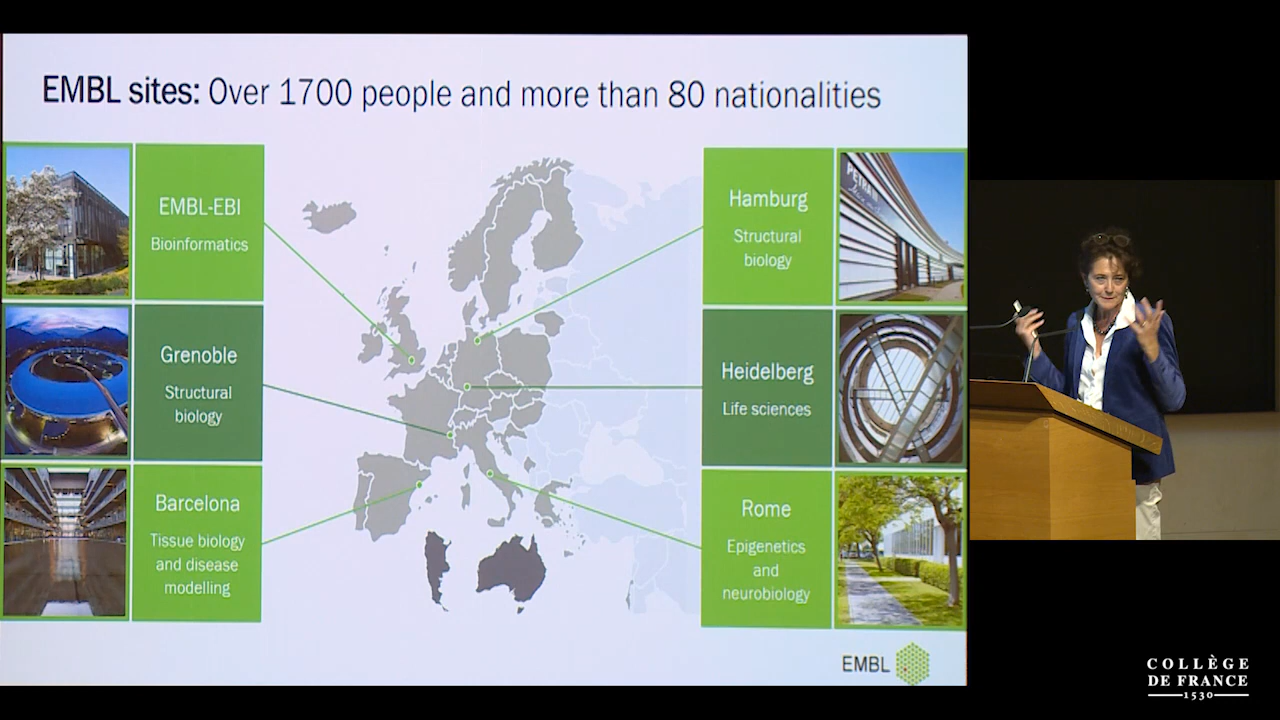 EMBL sites: Over 1700 people and more than 80 nationalities
EMBL-EBI
Bioinformatics
Grenoble
Structural
biology
Barcelona
Tissue biology
and disease
modelling
Hamburg
Structural
biology
Heidelberg
Life sciences
Rome
Epigenetics
and
neurobiology
EMBL
COLLÈGE
DE FRANCE
1530